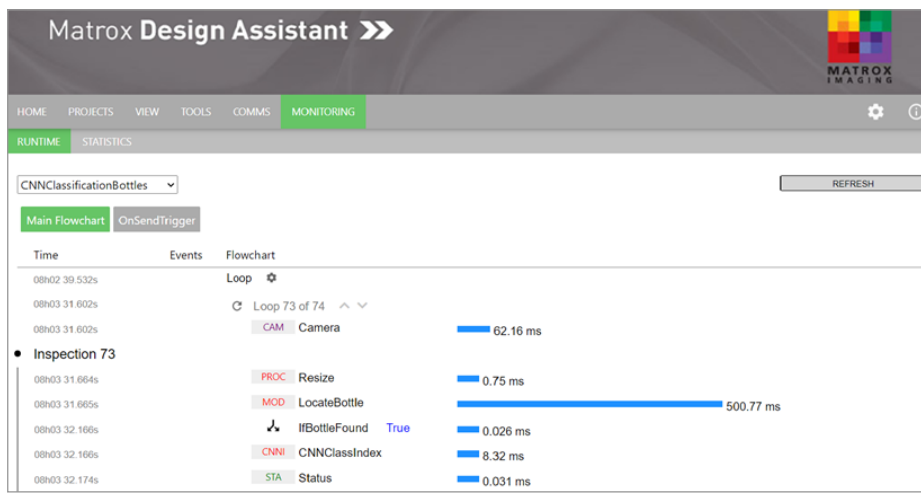 Matrox Design Assistant
MATROX
IMAGING
HOME PROJECTS VIEW TOOLS COMMS MONITORING
RUNTIME STATISTICS
CNNClassificationBottles
REFRESH
Main Flowchart OnSendTrigger
Time Events Flowchart
08h02 39.532s Loop
08h03 31.602s Loop 73 of 74
08h03 31.602s CAM Camera 62.16 ms
Inspection 73
08h03 31.664s PROC Resize 0.75 ms
08h03 31.665s MOD LocateBottle 500.77 ms
08h03 32.166s IfBottleFound True 0.026 ms
08h03 32.166s CNNI CNNClassIndex 8.32 ms
08h03 32.174s STA Status 0.031 ms